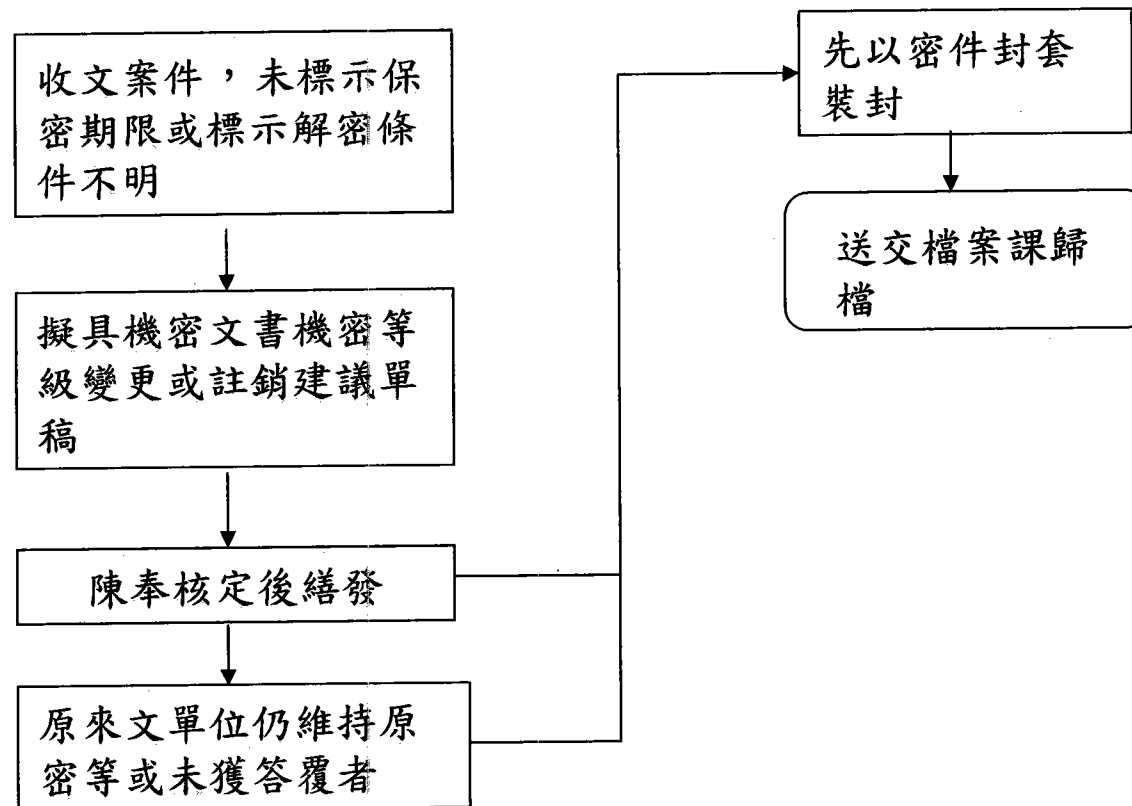 收文案件，未標示保
密期限或標示解密條
件不明
擬具機密文書機密等
級變更或註銷建議單
稿
陳奉核定後繕發
原來文單位仍維持原
密等或未獲答覆者
先以密件封套
裝封
送交檔案課歸
檔